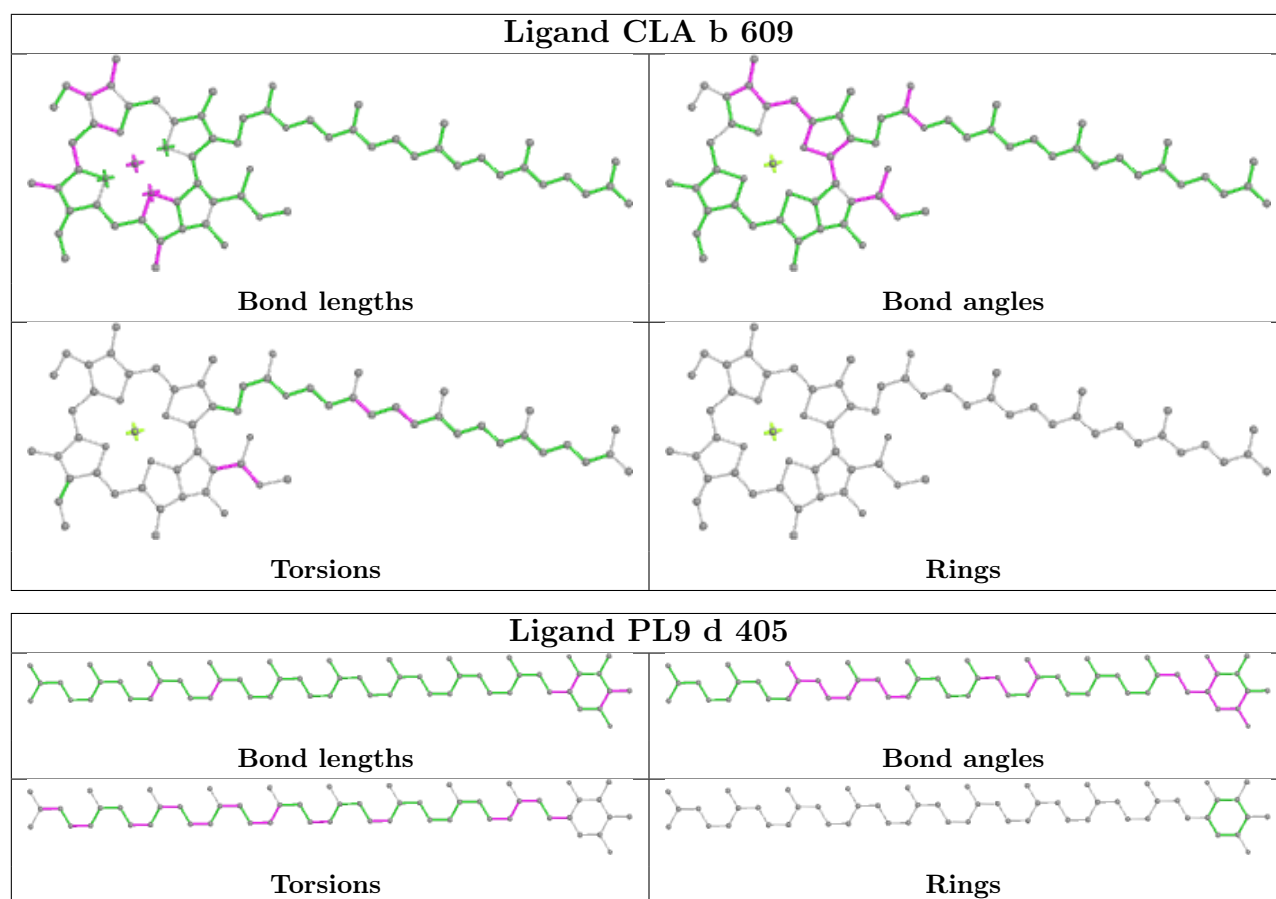 Ligand CLA b 609
Bond lengths
Bond angles
Torsions
Rings
Ligand PL9 d 405
Bond lengths
Bond angles
Torsions
Rings